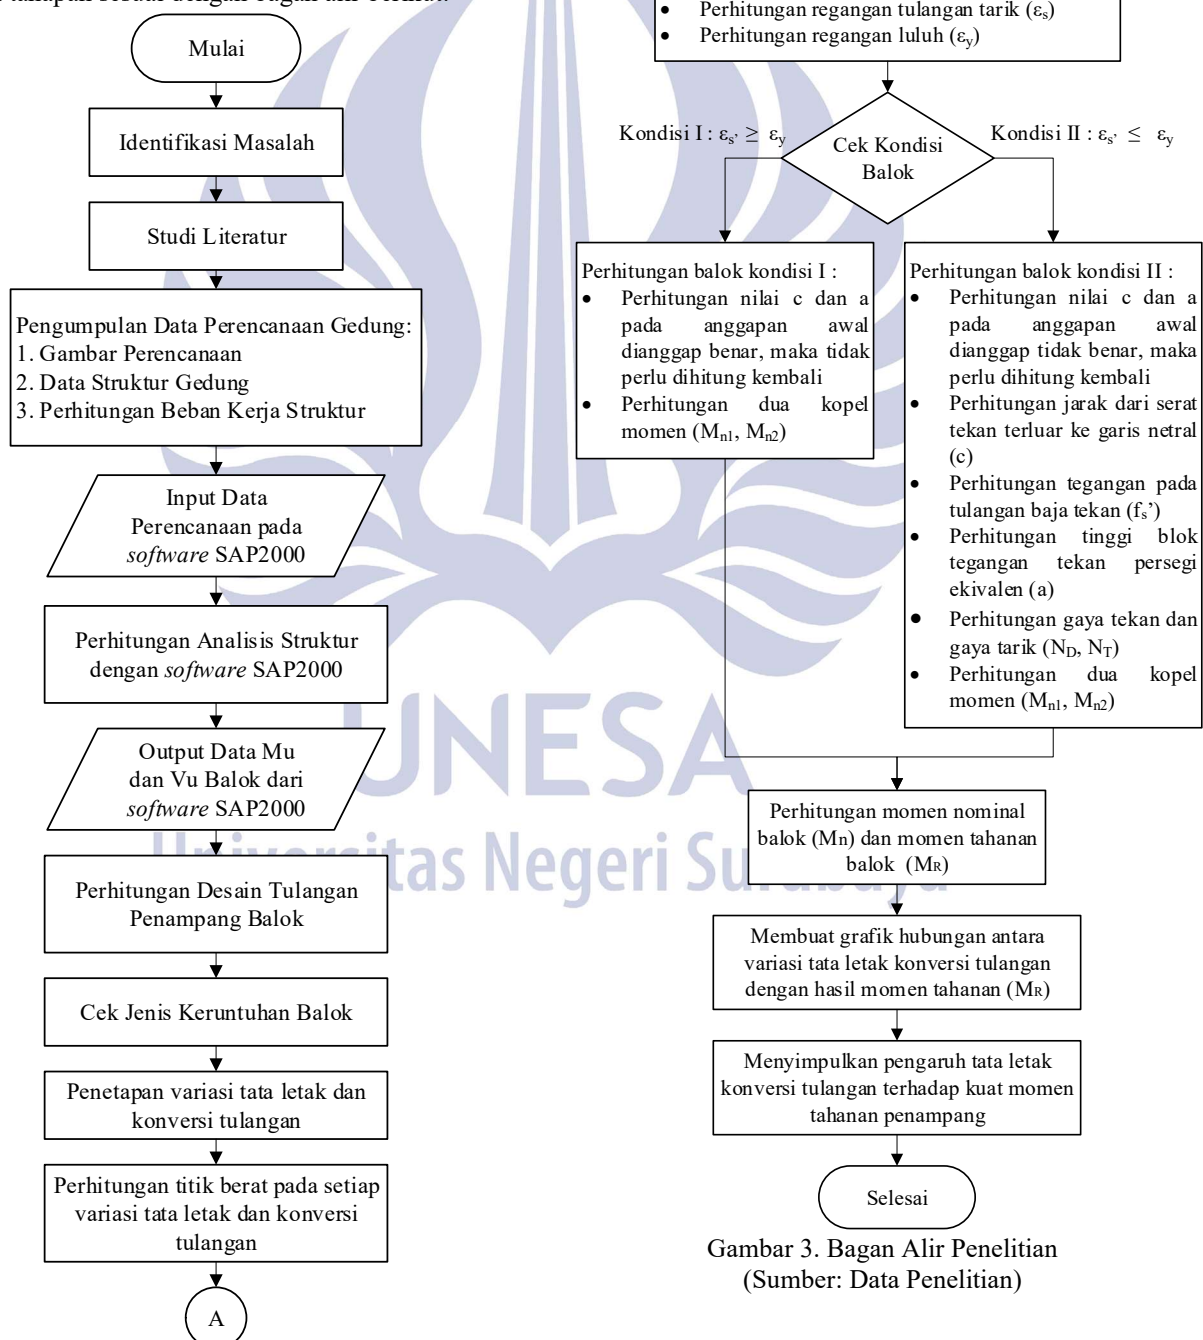 Mulai
Identifikasi Masalah
Studi Literatur
Pengumpulan Data Perencanaan Gedung:
1. Gambar Perencanaan
2. Data Struktur Gedung
3. Perhitungan Beban Kerja Struktur
Input Data
Perencanaan pada
software SAP2000
Perhitungan Analisis Struktur
dengan software SAP2000
Output Data Mu
dan Vu Balok dari
software SAP2000
Perhitungan Desain Tulangan
Penampang Balok
Cek Jenis Keruntuhan Balok
Penetapan variasi tata letak dan
konversi tulangan
Perhitungan titik berat pada setiap
variasi tata letak dan konversi
tulangan
A
• Perhitungan regangan tulangan tarik (εs)
• Perhitungan regangan luluh (εy)
Cek Kondisi
Balok
Kondisi I : εs' ≥ εy
Kondisi II : εs' ≤ εy
Perhitungan balok kondisi I :
• Perhitungan nilai c dan a
pada anggapan awal
dianggap benar, maka tidak
perlu dihitung kembali
• Perhitungan dua kopel
momen (Mn1, Mn2)
Perhitungan balok kondisi II :
• Perhitungan nilai c dan a
pada anggapan awal
dianggap tidak benar, maka
perlu dihitung kembali
• Perhitungan jarak dari serat
tekan terluar ke garis netral
(c)
• Perhitungan tegangan pada
tulangan baja tekan (fs')
• Perhitungan tinggi blok
tegangan tekan persegi
ekivalen (a)
• Perhitungan gaya tekan dan
gaya tarik (ND, NT)
• Perhitungan dua kopel
momen (Mn1, Mn2)
Perhitungan momen nominal
balok (Mn) dan momen tahanan
balok (MR)
Membuat grafik hubungan antara
variasi tata letak konversi tulangan
dengan hasil momen tahanan (MR)
Menyimpulkan pengaruh tata letak
konversi tulangan terhadap kuat momen
tahanan penampang
Selesai
Gambar 3. Bagan Alir Penelitian
(Sumber: Data Penelitian)
UNESA
Universitas Negeri Surabaya